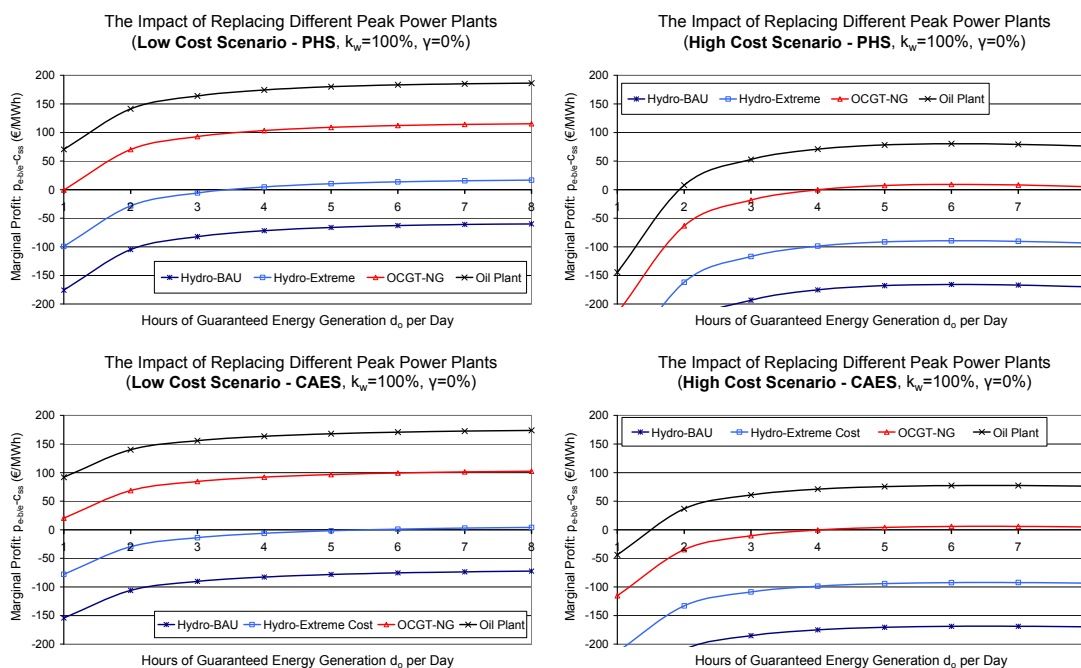 The Impact of Replacing Different Peak Power Plants
(Low Cost Scenario - PHS, kw=100%, γ=0%)
200
150
100
50
0
-50
-100
-150
-200
Marginal Profit: pe-b/e-css (€/MWh)
1 2 3 4 5 6 7 8
Hydro-BAU Hydro-Extreme OCGT-NG Oil Plant
Hours of Guaranteed Energy Generation do per Day
The Impact of Replacing Different Peak Power Plants
(High Cost Scenario - PHS, kw=100%, γ=0%)
200
150
100
50
0
-50
-100
-150
-200
Marginal Profit: pe-b/e-css (€/MWh)
Hydro-BAU Hydro-Extreme OCGT-NG Oil Plant
1 2 3 4 5 6 7
Hours of Guaranteed Energy Generation do per Day
The Impact of Replacing Different Peak Power Plants
(Low Cost Scenario - CAES, kw=100%, γ=0%)
200
150
100
50
0
-50
-100
-150
-200
Marginal Profit: pe-b/e-css (€/MWh)
1 2 3 4 5 6 7 8
Hydro-BAU Hydro-Extreme Cost OCGT-NG Oil Plant
Hours of Guaranteed Energy Generation do per Day
The Impact of Replacing Different Peak Power Plants
(High Cost Scenario - CAES, kw=100%, γ=0%)
200
150
100
50
0
-50
-100
-150
-200
Marginal Profit: pe-b/e-css (€/MWh)
Hydro-BAU Hydro-Extreme Cost OCGT-NG Oil Plant
1 2 3 4 5 6 7
Hours of Guaranteed Energy Generation do per Day